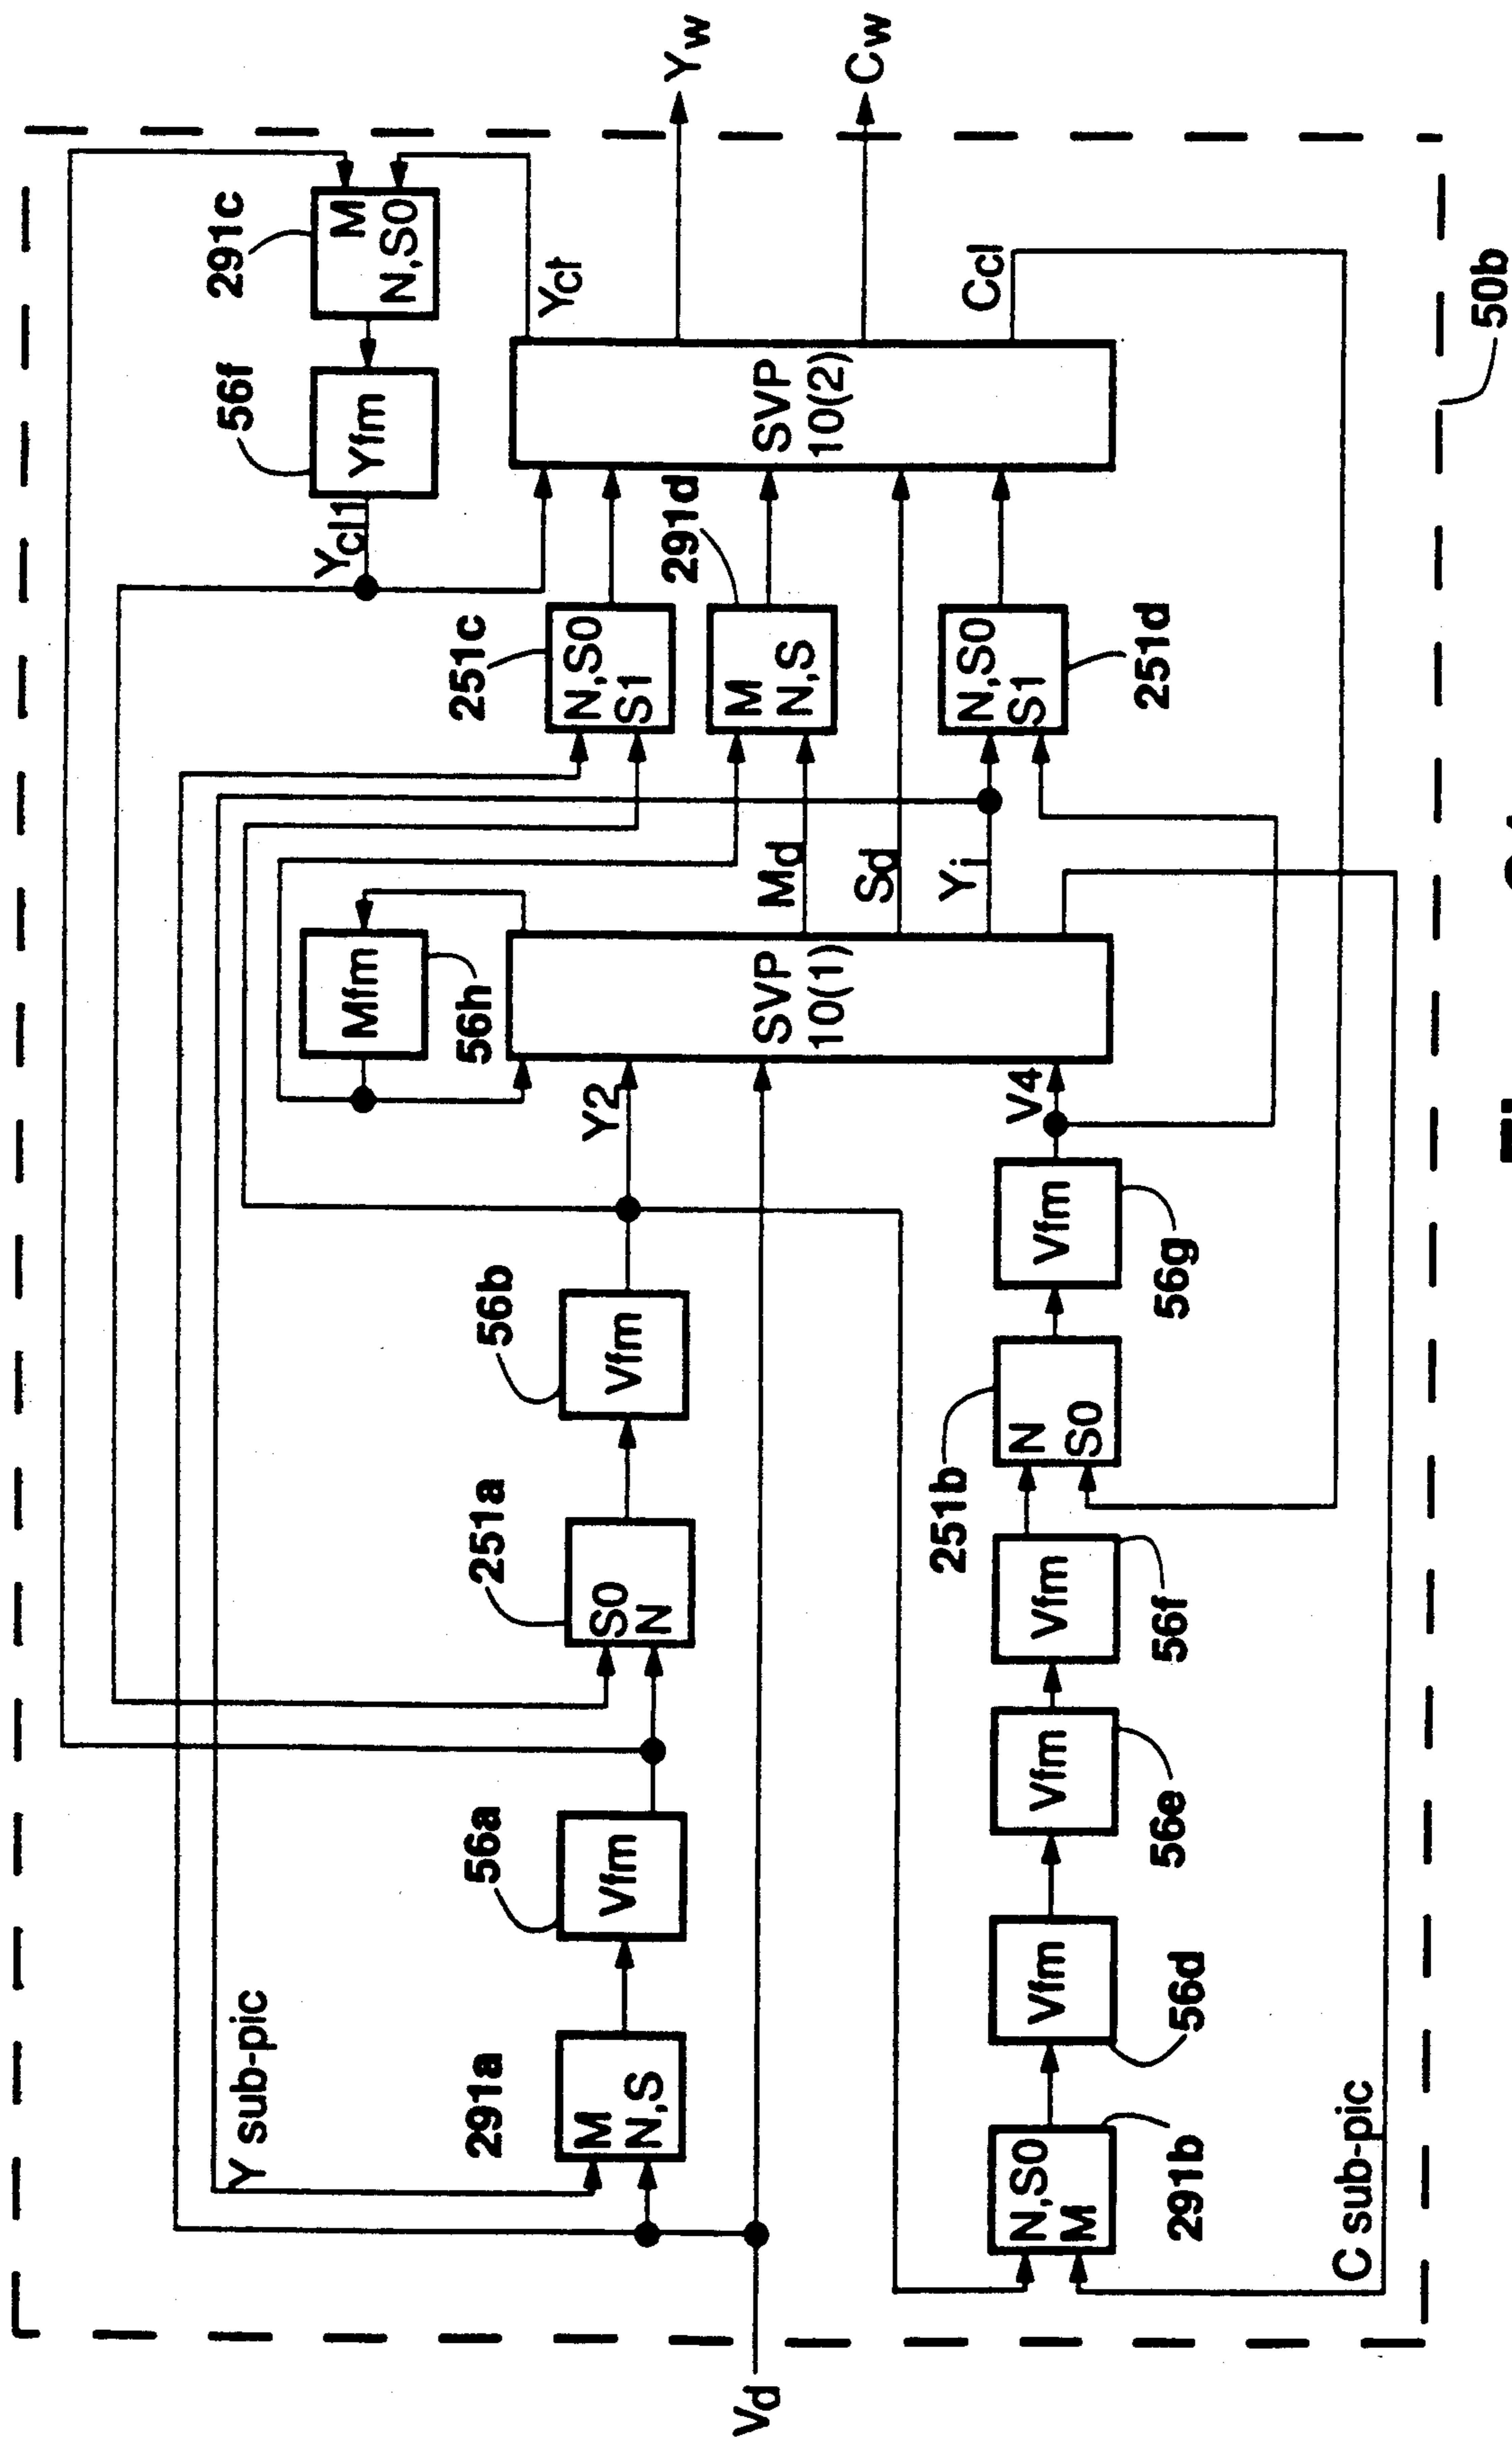 Vd
Y sub-pic
C sub-pic
291a
M
N,S
56a
Vfm
251a
S0
N
56b
Vfm
Y2
291b
N,S0
M
56d
Vfm
56e
Vfm
56f
Vfm
251b
N
S0
56g
Vfm
V4
Mfm
56h
SVP
10(1)
Md
Sd
Yi
251c
N,S0
S1
291d
M
N,S
251d
N,S0
S1
Ycl1
56f
Yfm
291c
M
N,S0
SVP
10(2)
Ycl
Ccl
Yw
Cw
50b